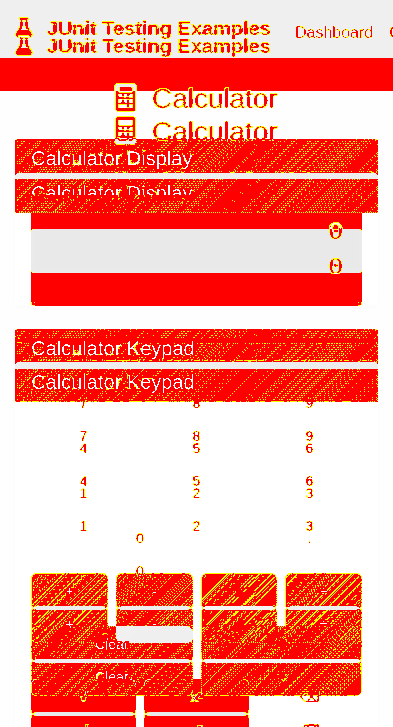 JUnit Testing Examples
JUnit Testing Examples
Dashboard
Calculator
Calculator
Calculator Display
Calculator Display
0
0
Calculator Keypad
Calculator Keypad
7 8 9
7 8 9
4 5 6
4 5 6
1 2 3
1 2 3
0 .
0
+
Clear
Clear